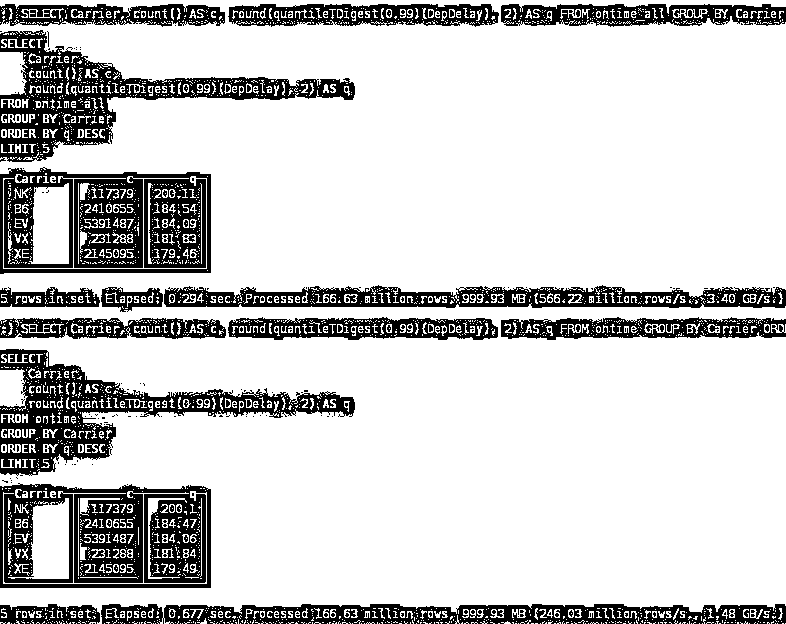 :) SELECT Carrier, count() AS c, round(quantileTDigest(0.99)(DepDelay), 2) AS q FROM ontime_all GROUP BY Carrier
SELECT
Carrier,
count() AS c,
round(quantileTDigest(0.99)(DepDelay), 2) AS q
FROM ontime_all
GROUP BY Carrier
ORDER BY q DESC
LIMIT 5
Carrier c q
NK 117379 200.11
B6 2410655 184.54
EV 5391487 184.09
VX 231288 181.83
XE 2145095 179.46
5 rows in set. Elapsed: 0.294 sec. Processed 166.63 million rows, 999.93 MB (566.22 million rows/s., 3.40 GB/s.)
:) SELECT Carrier, count() AS c, round(quantileTDigest(0.99)(DepDelay), 2) AS q FROM ontime GROUP BY Carrier ORD
SELECT
Carrier,
count() AS c,
round(quantileTDigest(0.99)(DepDelay), 2) AS q
FROM ontime
GROUP BY Carrier
ORDER BY q DESC
LIMIT 5
Carrier c q
NK 117379 200.1
B6 2410655 184.47
EV 5391487 184.06
VX 231288 181.84
XE 2145095 179.49
5 rows in set. Elapsed: 0.677 sec. Processed 166.63 million rows, 999.93 MB (246.03 million rows/s., 1.48 GB/s.)